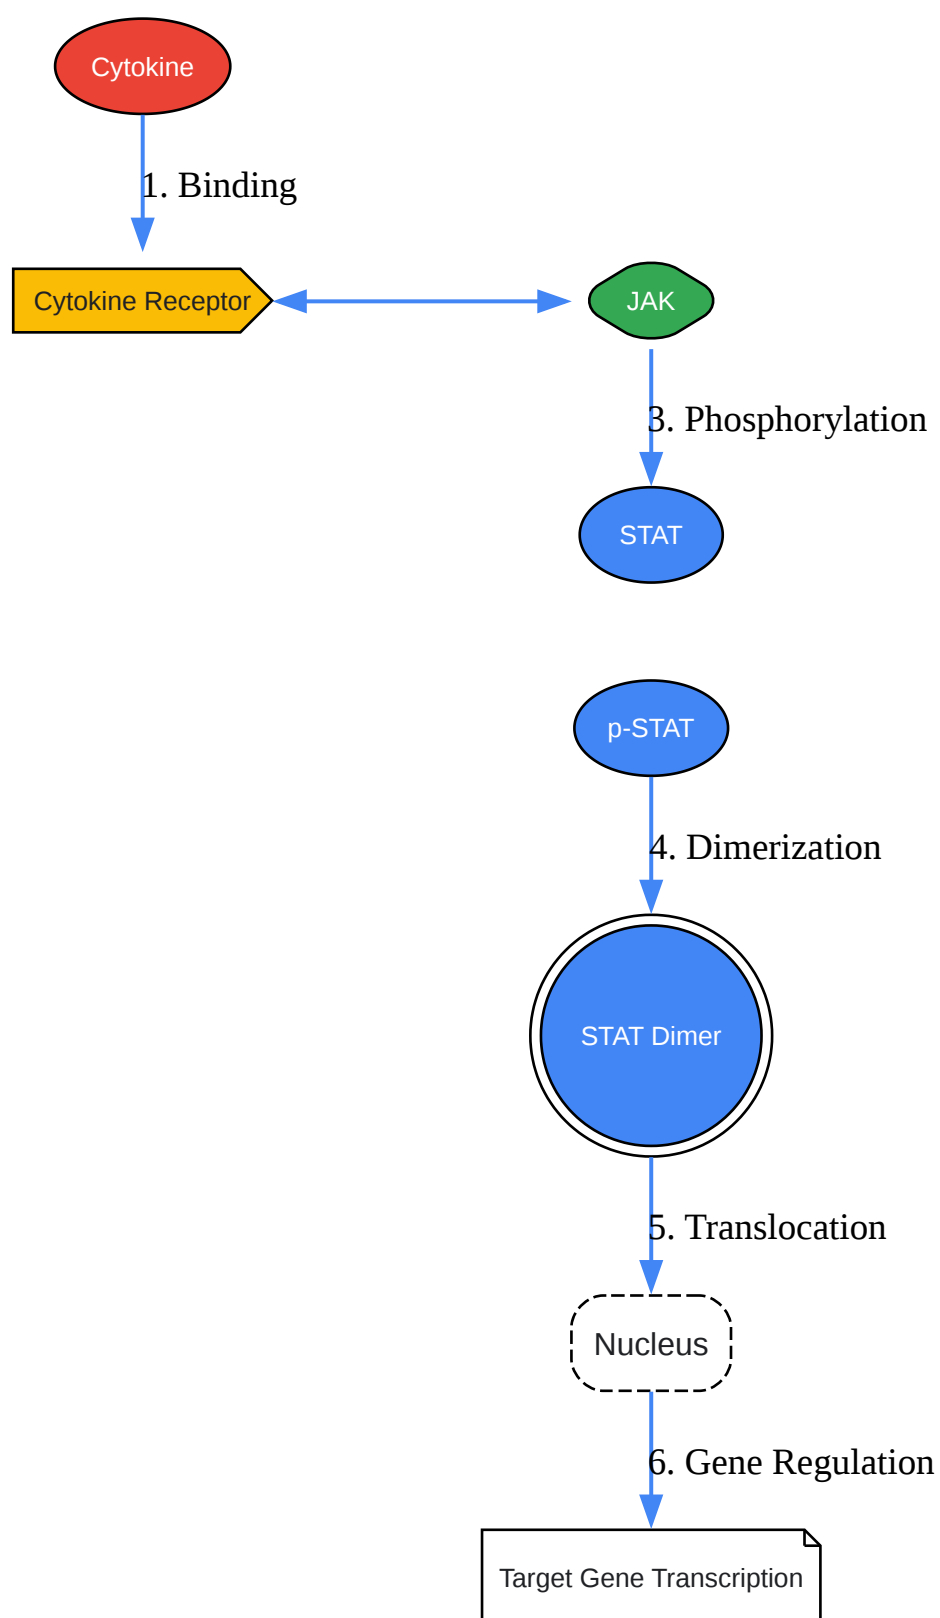 Cytokine
1. Binding
Cytokine Receptor
JAK
3. Phosphorylation
STAT
p-STAT
4. Dimerization
STAT Dimer
5. Translocation
Nucleus
6. Gene Regulation
Target Gene Transcription